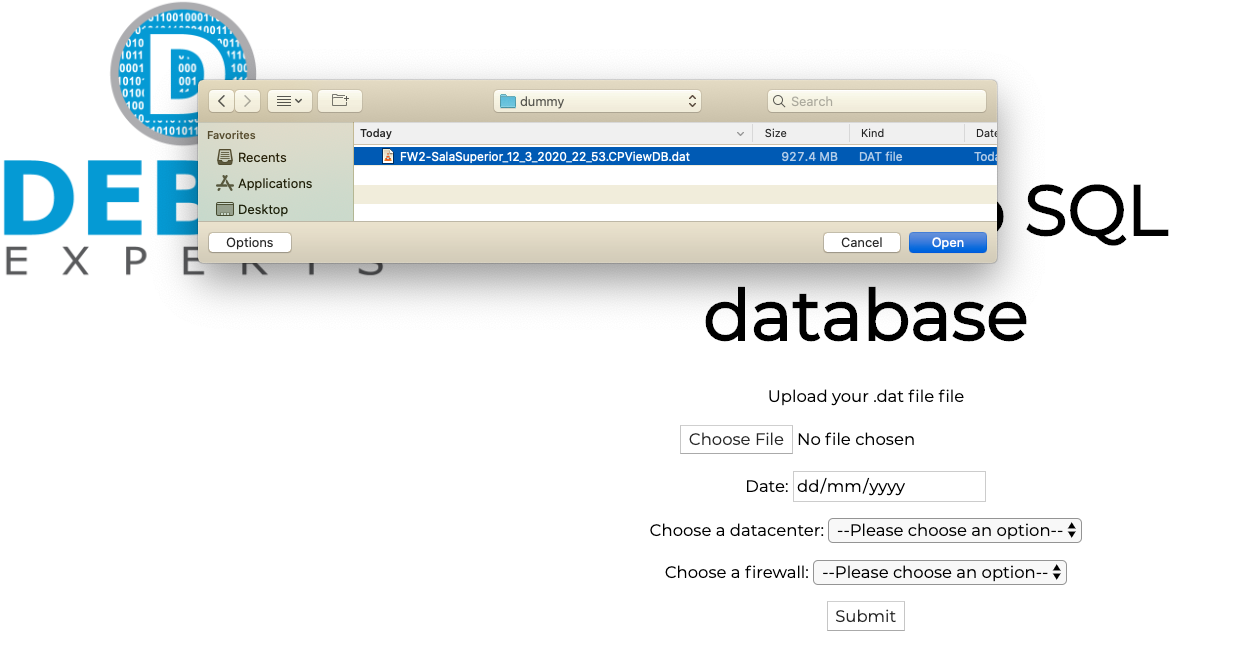 D
DEB
EXPERTS
dummy
Search
Favorites
Recents
Applications
Desktop
Today Size Kind Date
FW2-SalaSuperior_12_3_2020_22_53.CPViewDB.dat 927.4 MB DAT file Toda
Options Cancel Open
SQL
database
Upload your .dat file file
Choose File No file chosen
Date: dd/mm/yyyy
Choose a datacenter: --Please choose an option--
Choose a firewall: --Please choose an option--
Submit